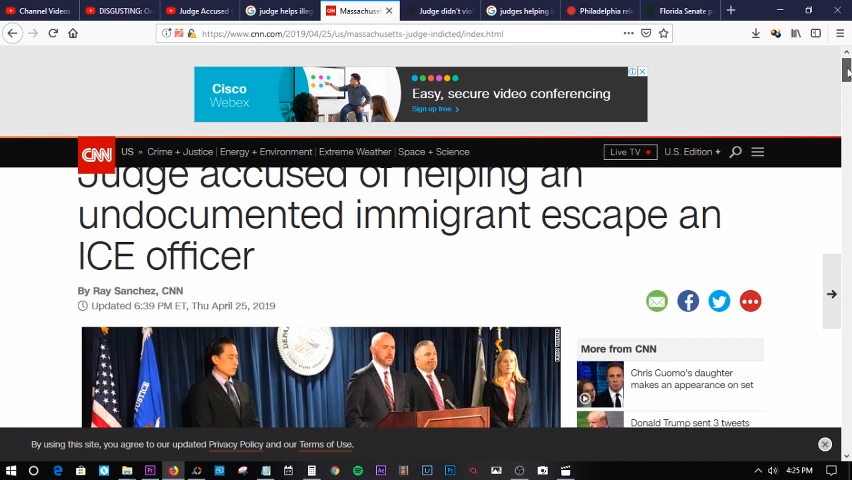 Channel Videos
DISGUSTING: O
Judge Accused
judge helps illeg
Massachuset
Judge didn't viol
judges helping i
Philadelphia rele
Florida Senate p
https://www.cnn.com/2019/04/25/us/massachusetts-judge-indicted/index.html
Cisco
Webex
Easy, secure video conferencing
Sign up free
CNN
US » Crime + Justice | Energy + Environment | Extreme Weather | Space + Science
Live TV
U.S. Edition +
Judge accused of helping an
undocumented immigrant escape an
ICE officer
By Ray Sanchez, CNN
Updated 6:39 PM ET, Thu April 25, 2019
More from CNN
Chris Cuomo's daughter
makes an appearance on set
Donald Trump sent 3 tweets
By using this site, you agree to our updated Privacy Policy and our Terms of Use.
4:25 PM